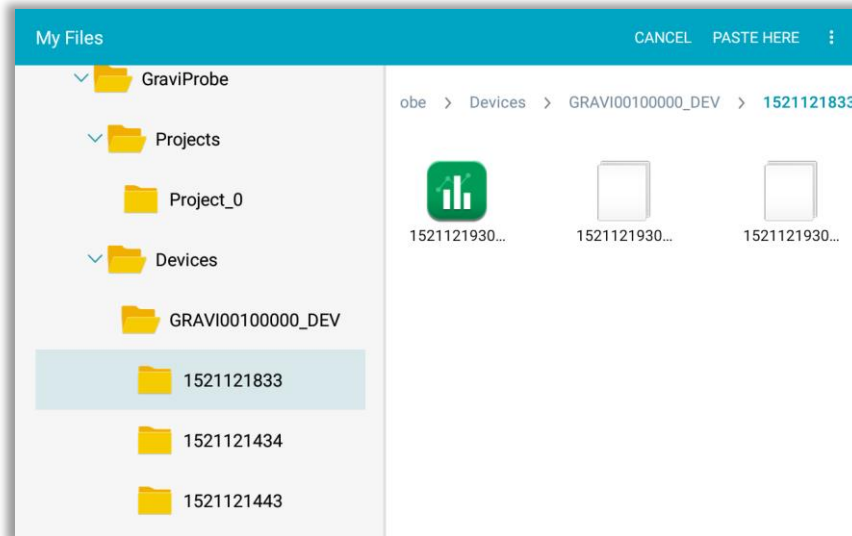 My Files
CANCEL PASTE HERE
GraviProbe
Projects
Project_0
Devices
GRAVI00100000_DEV
1521121833
1521121434
1521121443
obe > Devices > GRAVI00100000_DEV > 1521121833
1521121930...
1521121930...
1521121930...